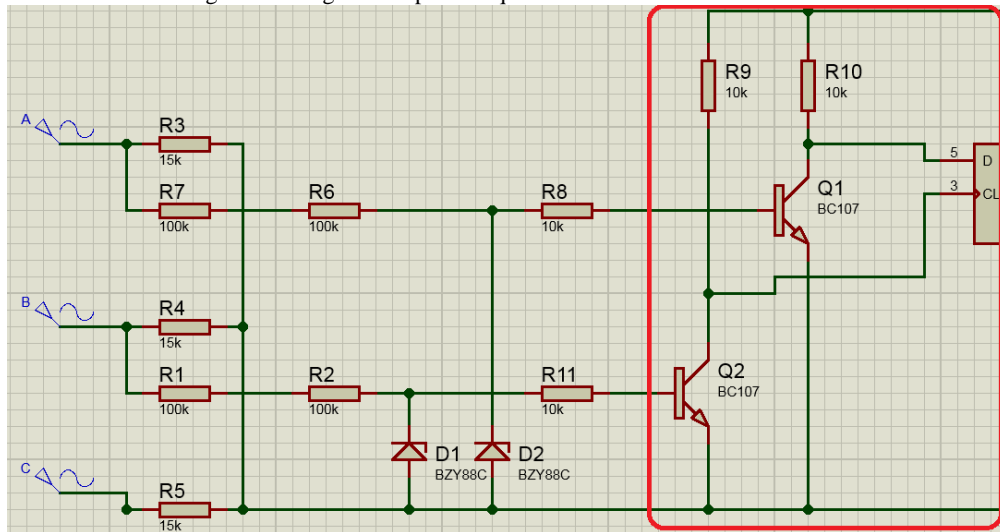 A
R3
15k
R7
100k
R6
100k
R8
10k
R9
10k
R10
10k
5
D
3
CL
Q1
BC107
B
R4
15k
R1
100k
R2
100k
R11
10k
Q2
BC107
D1
BZY88C
D2
BZY88C
C
R5
15k